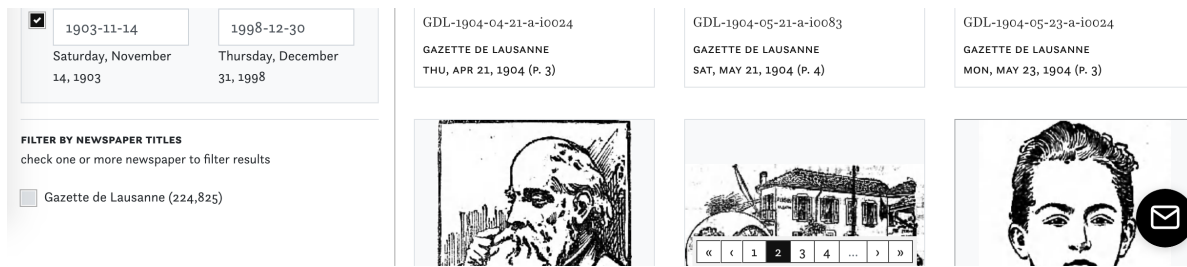 1903-11-14
1998-12-30
Saturday, November
14, 1903
Thursday, December
31, 1998
FILTER BY NEWSPAPER TITLES
check one or more newspaper to filter results
Gazette de Lausanne (224,825)
GDL-1904-04-21-a-i0024
GAZETTE DE LAUSANNE
THU, APR 21, 1904 (P. 3)
GDL-1904-05-21-a-i0083
GAZETTE DE LAUSANNE
SAT, MAY 21, 1904 (P. 4)
GDL-1904-05-23-a-i0024
GAZETTE DE LAUSANNE
MON, MAY 23, 1904 (P. 3)
« ‹ 1 2 3 4 ... › »